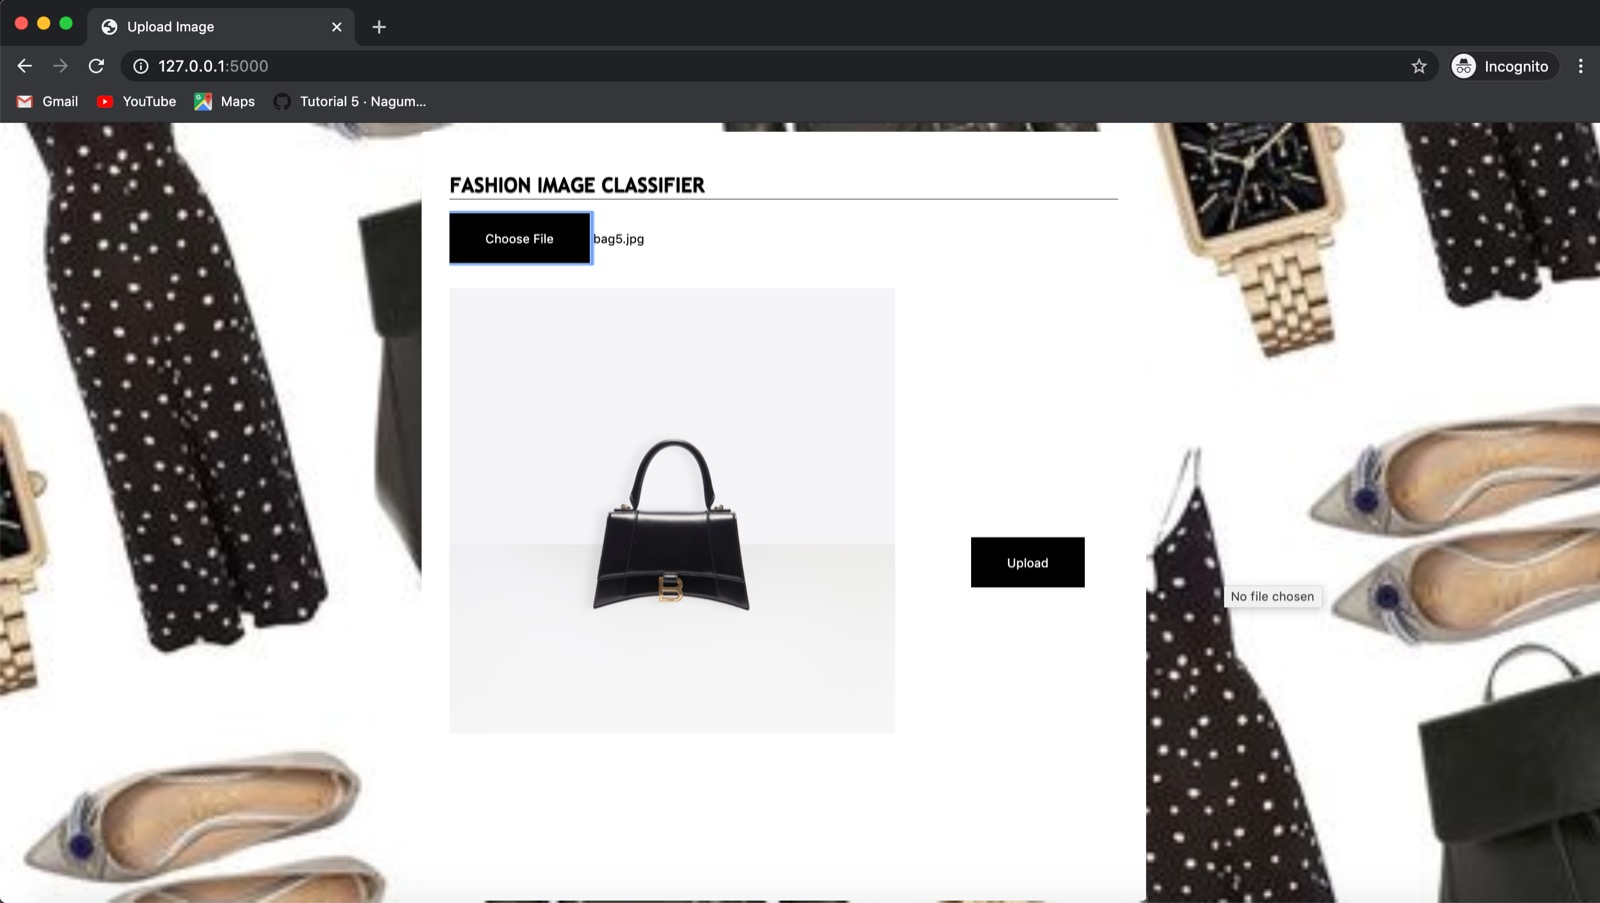 Upload Image
127.0.0.1:5000
Incognito
Gmail YouTube Maps Tutorial 5 · Nagum...
FASHION IMAGE CLASSIFIER
Choose File bag5.jpg
B
Upload
No file chosen